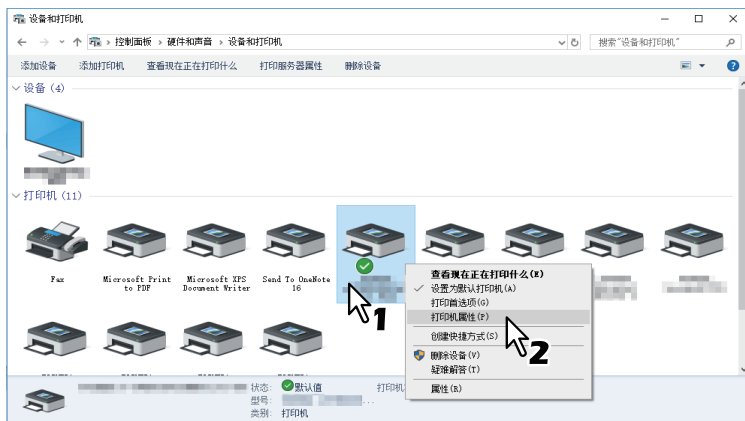 设备和打印机
控制面板 › 硬件和声音 › 设备和打印机
搜索"设备和打印机"
添加设备 添加打印机 查看现在正在打印什么 打印服务器属性 删除设备
设备 (4)
打印机 (11)
Fax
Microsoft Print to PDF
Microsoft XPS Document Writer
Send To OneNote 16
1
查看现在正在打印什么(E)
设置为默认打印机(A)
打印首选项(G)
打印机属性(P)
创建快捷方式(S)
删除设备(V)
疑难解答(T)
属性(R)
2
状态: 默认值 打印机
型号: ...
类别: 打印机